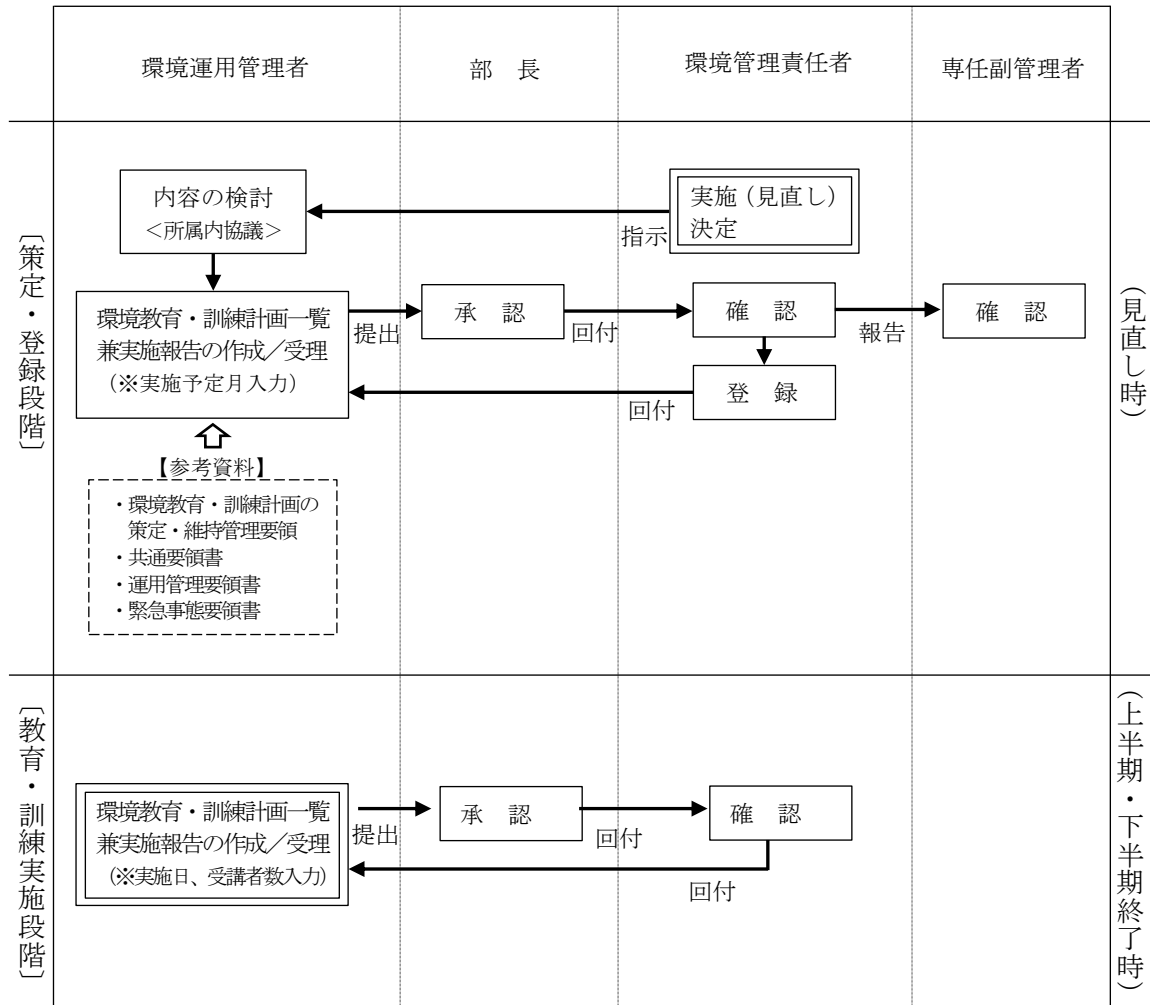 環境運用管理者
部　長
環境管理責任者
専任副管理者
〔策定・登録段階〕
(見直し時)
内容の検討
＜所属内協議＞
実施（見直し）
決定
指示
環境教育・訓練計画一覧
兼実施報告の作成／受理
（※実施予定月入力）
提出
承　認
回付
確　認
報告
確　認
登　録
回付
【参考資料】
・環境教育・訓練計画の
策定・維持管理要領
・共通要領書
・運用管理要領書
・緊急事態要領書
〔教育・訓練実施段階〕
(上半期・下半期終了時)
環境教育・訓練計画一覧
兼実施報告の作成／受理
（※実施日、受講者数入力）
提出
承　認
回付
確　認
回付